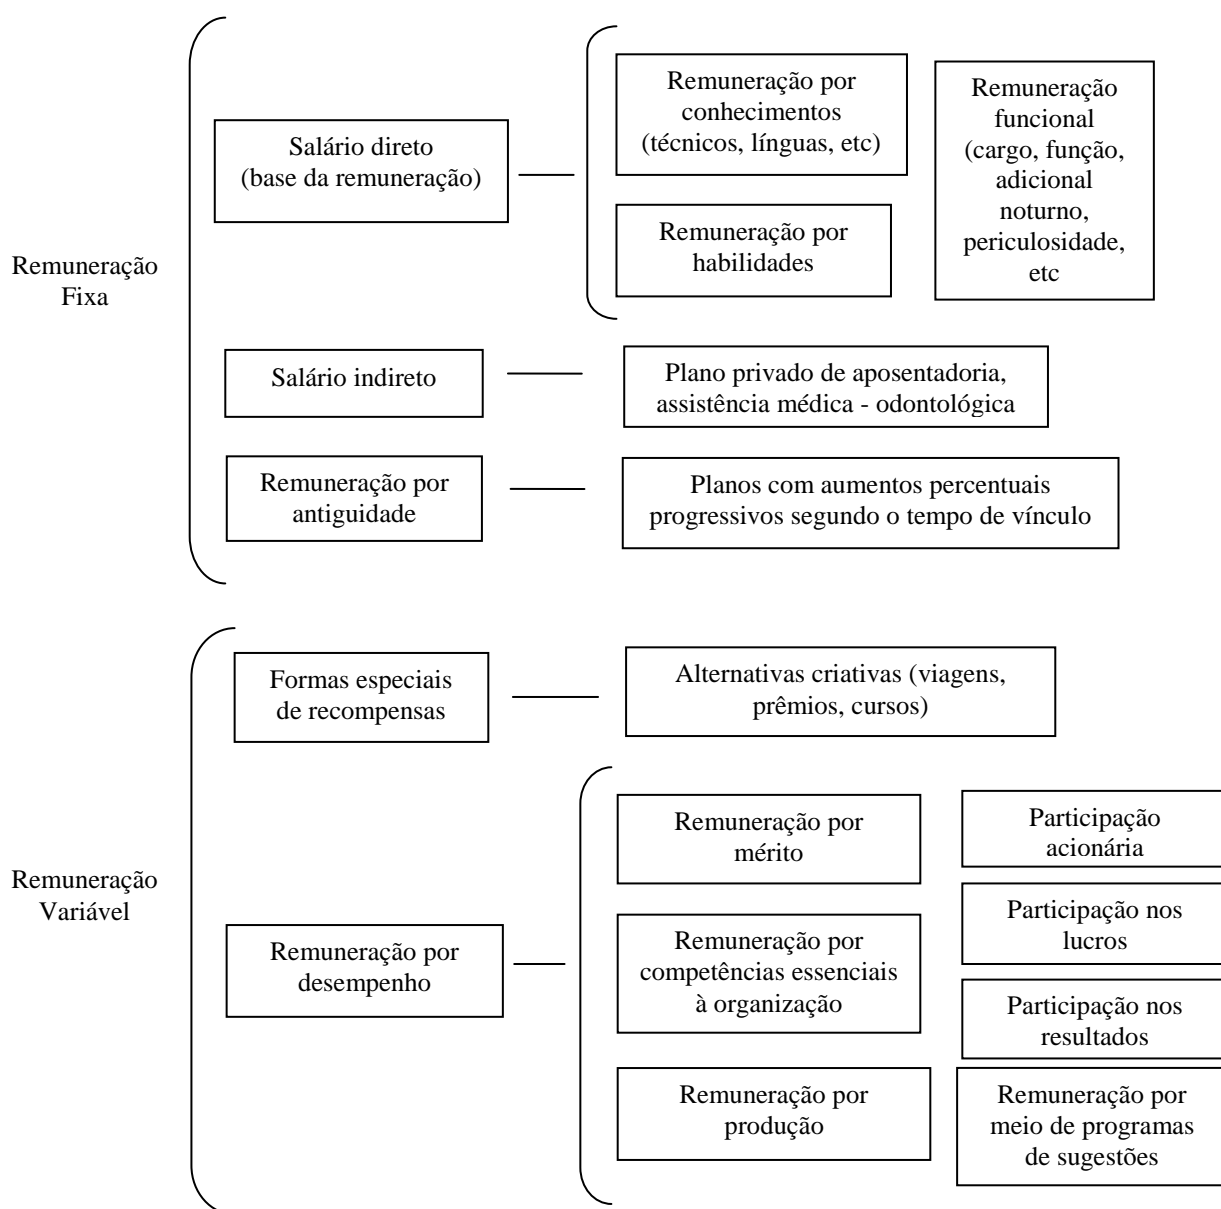 Remuneração
Fixa
Salário direto
(base da remuneração)
Remuneração por
conhecimentos
(técnicos, línguas, etc)
Remuneração por
habilidades
Remuneração
funcional
(cargo, função,
adicional
noturno,
periculosidade,
etc
Salário indireto
Plano privado de aposentadoria,
assistência médica - odontológica
Remuneração por
antiguidade
Planos com aumentos percentuais
progressivos segundo o tempo de vínculo
Remuneração
Variável
Formas especiais
de recompensas
Alternativas criativas (viagens,
prêmios, cursos)
Remuneração por
desempenho
Remuneração por
mérito
Remuneração por
competências essenciais
à organização
Remuneração por
produção
Participação
acionária
Participação nos
lucros
Participação nos
resultados
Remuneração por
meio de programas
de sugestões